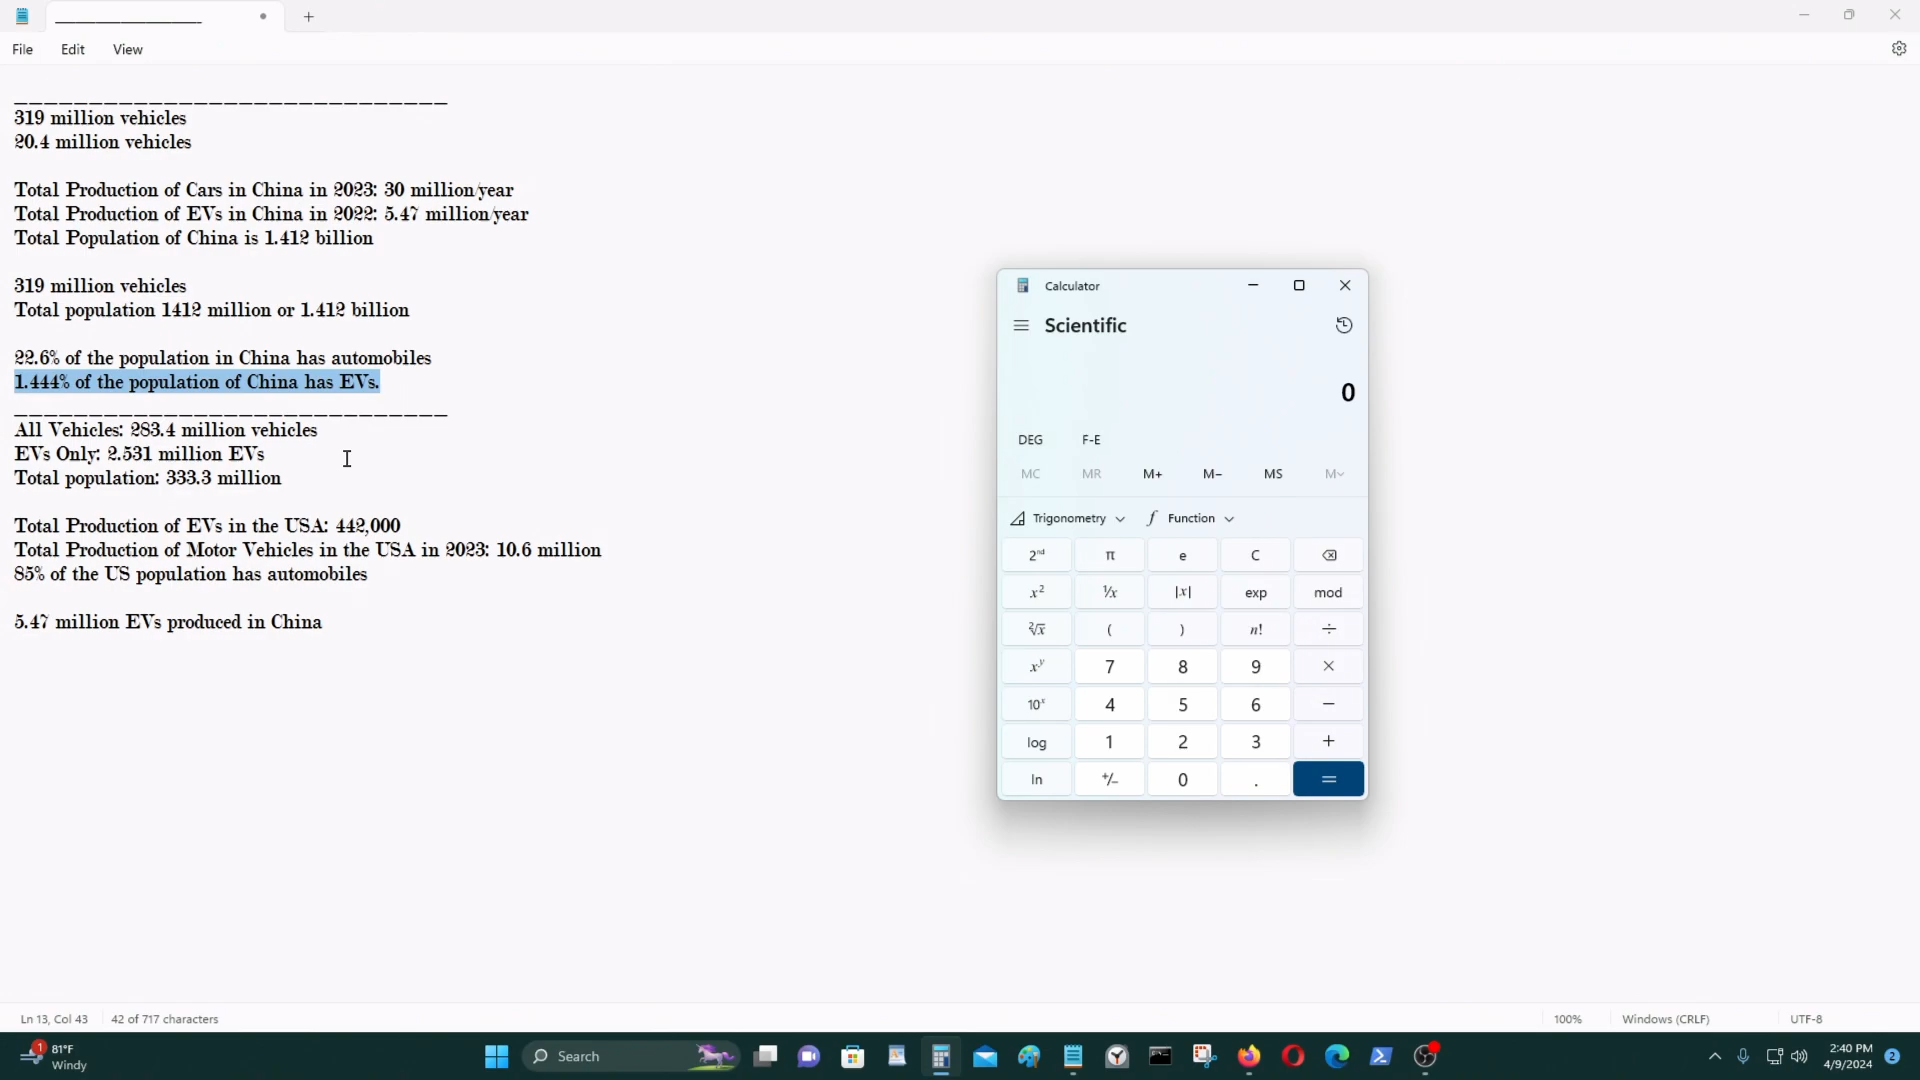 File
Edit
View
319 million vehicles
20.4 million vehicles
Total Production of Cars in China in 2023: 30 million/year
Total Production of EVs in China in 2022: 5.47 million/year
Total Population of China is 1.412 billion
319 million vehicles
Total population 1412 million or 1.412 billion
22.6% of the population in China has automobiles
1.444% of the population of China has EVs.
All Vehicles: 283.4 million vehicles
EVs Only: 2.531 million EVs
Total population: 333.3 million
Total Production of EVs in the USA: 442,000
Total Production of Motor Vehicles in the USA in 2023: 10.6 million
85% of the US population has automobiles
5.47 million EVs produced in China
Calculator
Scientific
0
DEG F-E
MC MR M+ M− MS M
Trigonometry f Function
2ⁿᵈ π e C
x² ¹/x |x| exp mod
²√x ( ) n! ÷
xʸ 7 8 9 ×
10ˣ 4 5 6 −
log 1 2 3 +
ln +/− 0 . =
Ln 13, Col 43 42 of 717 characters 100% Windows (CRLF) UTF-8
1
81°F
Windy
Search
2:40 PM
4/9/2024
2